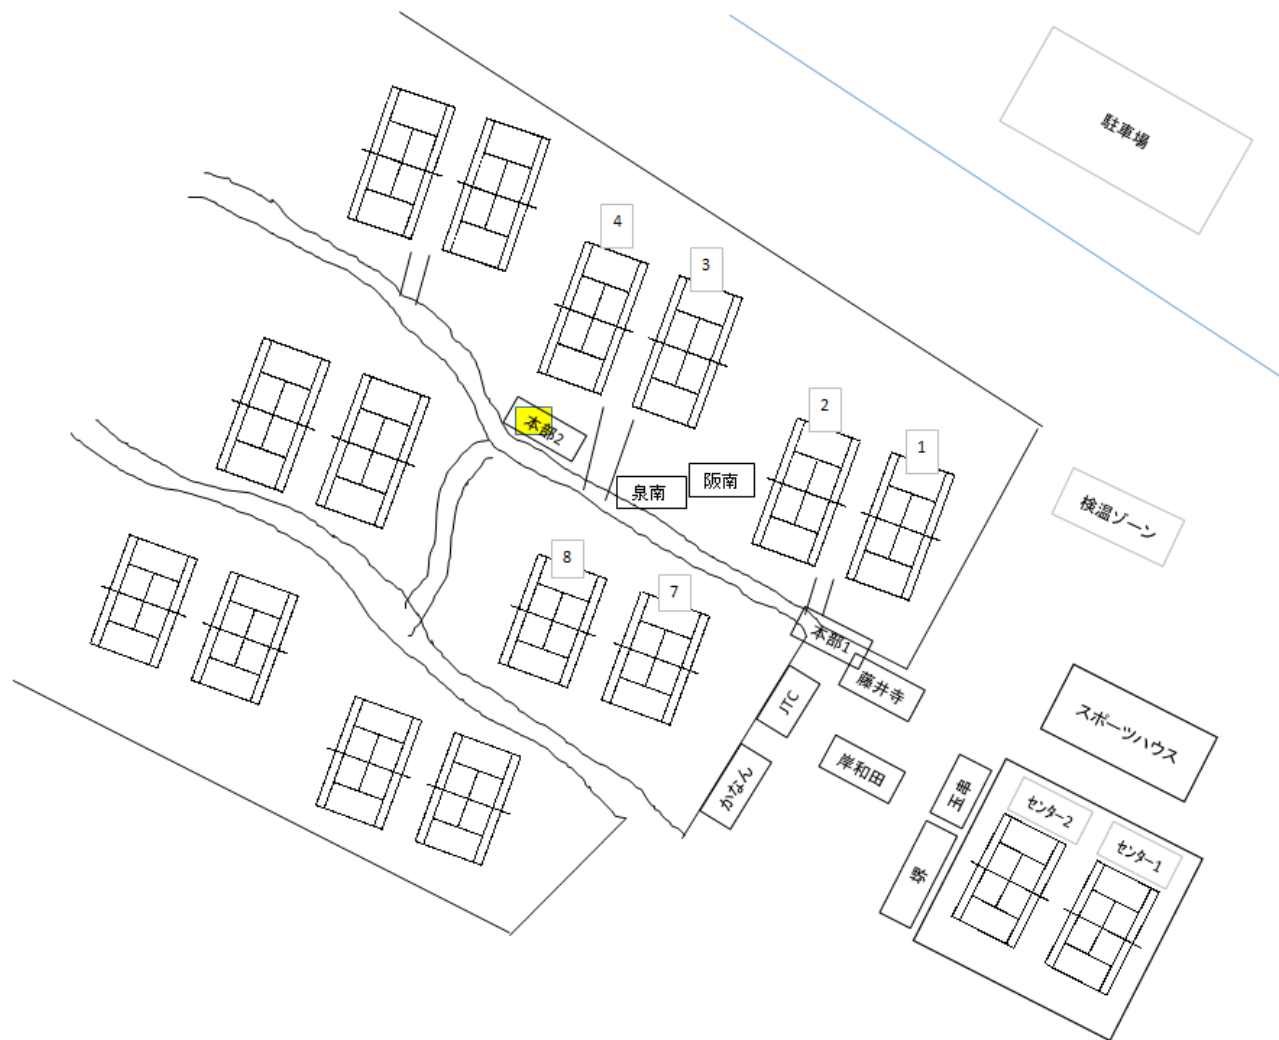 駐車場
4
3
2
1
本部2
泉南
阪南
検温ゾーン
8
7
本部1
藤井寺
JTC
スポーツハウス
岸和田
かなん
玉串
センター2
センター1
堺